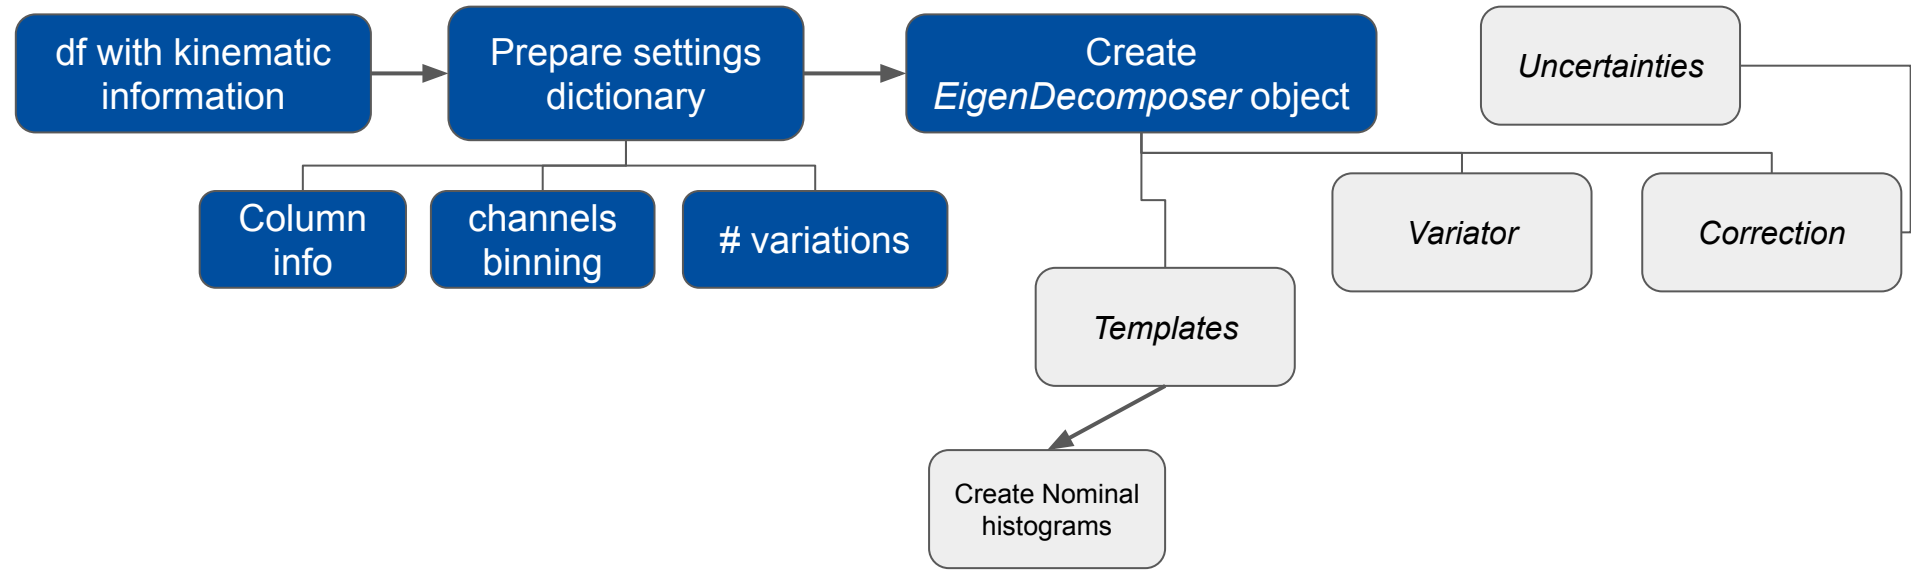 df with kinematic
information
Prepare settings
dictionary
Create
EigenDecomposer object
Uncertainties
Column
info
channels
binning
# variations
Variator
Correction
Templates
Create Nominal
histograms